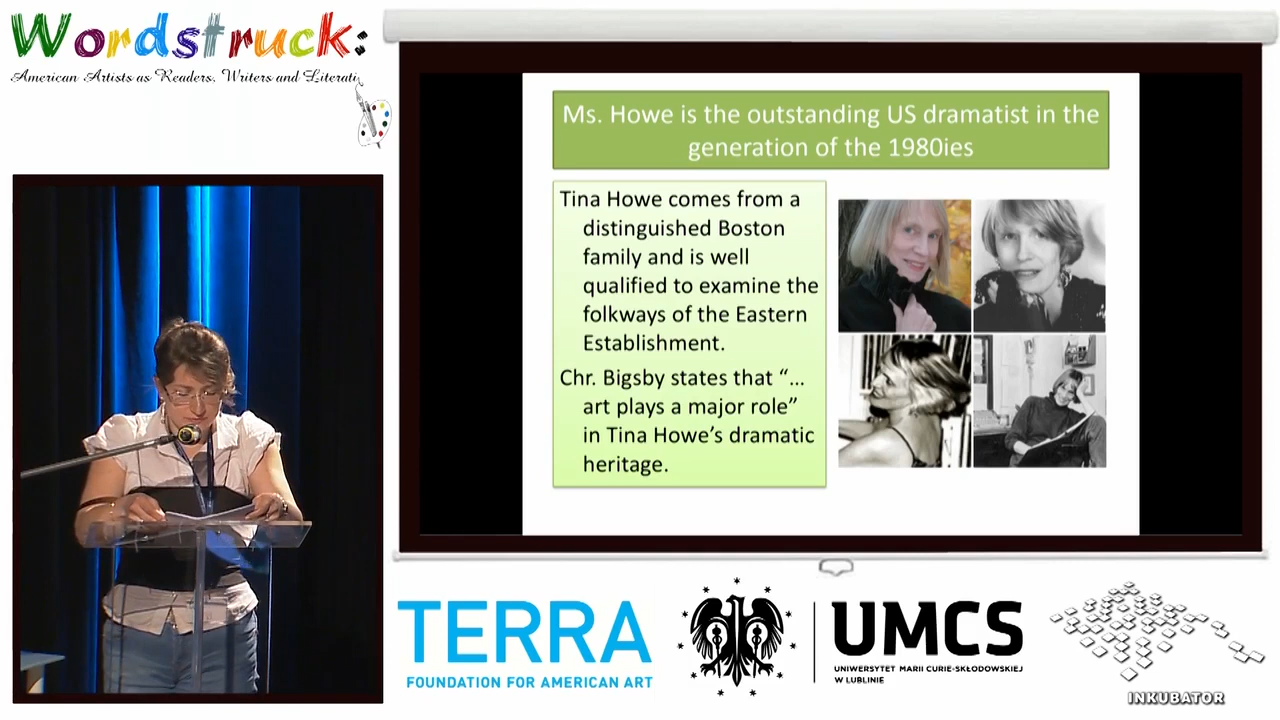 Wordstruck:
American Artists as Readers, Writers and Literati
Ms. Howe is the outstanding US dramatist in the
generation of the 1980ies
Tina Howe comes from a
distinguished Boston
family and is well
qualified to examine the
folkways of the Eastern
Establishment.
Chr. Bigsby states that “…
art plays a major role”
in Tina Howe’s dramatic
heritage.
TERRA
FOUNDATION FOR AMERICAN ART
UMCS
UNIWERSYTET MARII CURIE-SKŁODOWSKIEJ
W LUBLINIE
INKUBATOR